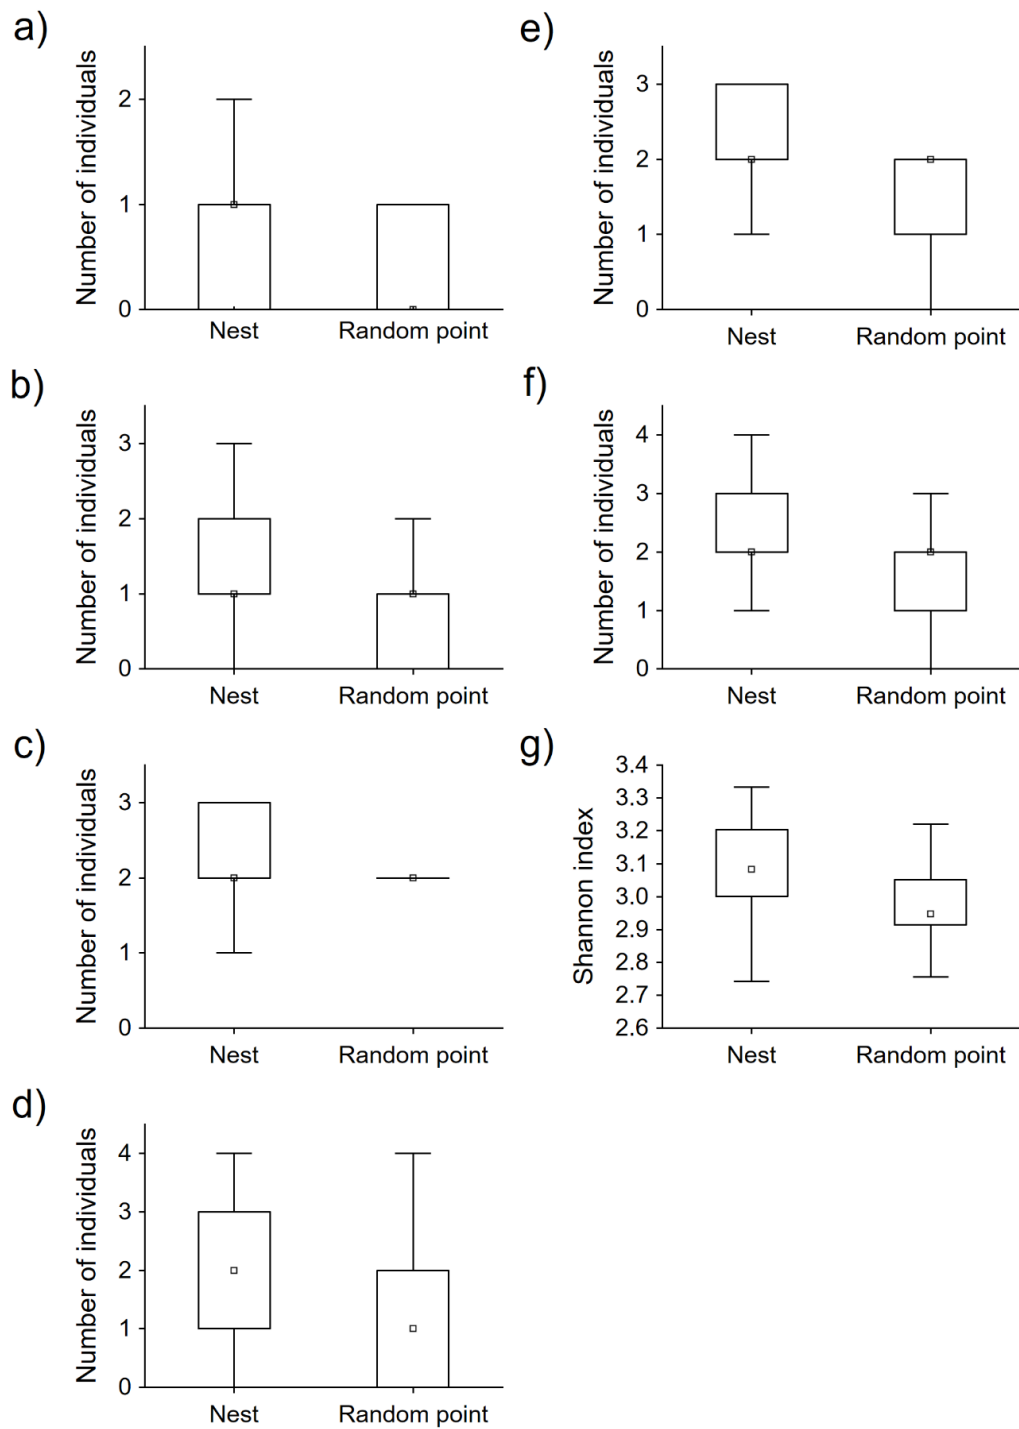 a)
Number of individuals
2
1
0
Nest Random point
b)
Number of individuals
3
2
1
0
Nest Random point
c)
Number of individuals
3
2
1
0
Nest Random point
d)
Number of individuals
4
3
2
1
0
Nest Random point
e)
Number of individuals
3
2
1
0
Nest Random point
f)
Number of individuals
4
3
2
1
0
Nest Random point
g)
Shannon index
3.4
3.3
3.2
3.1
3.0
2.9
2.8
2.7
2.6
Nest Random point